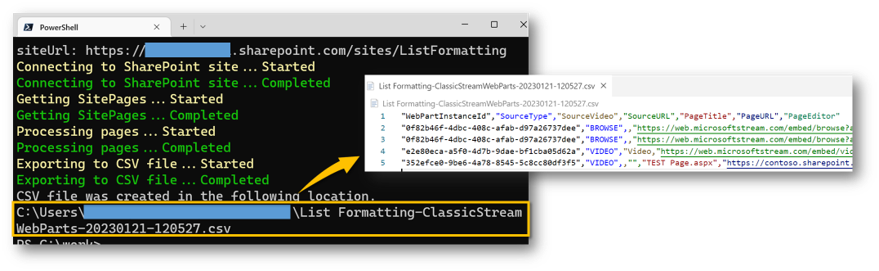 PowerShell
siteUrl: https://.sharepoint.com/sites/ListFormatting
Connecting to SharePoint site ... Started
Connecting to SharePoint site ... Completed
Getting SitePages ... Started
Getting SitePages ... Completed
Processing pages ... Started
Processing pages ... Completed
Exporting to CSV file ... Started
Exporting to CSV file ... Completed
CSV file was created in the following location.
C:\Users\ \List Formatting-ClassicStream
WebParts-20230121-120527.csv
PS C:\work>
List Formatting-ClassicStreamWebParts-20230121-120527.csv
List Formatting-ClassicStreamWebParts-20230121-120527.csv
1 "WebPartInstanceId","SourceType","SourceVideo","SourceURL","PageTitle","PageURL","PageEditor"
2 "0f82b46f-4dbc-408c-afab-d97a26737dee","BROWSE",,"https://web.microsoftstream.com/embed/browse?a
3 "0f82b46f-4dbc-408c-afab-d97a26737dee","BROWSE",,"https://web.microsoftstream.com/embed/browse?a
4 "e2e80eca-a5f0-4d7b-9dae-bf1cba05d62a","VIDEO",Video,"https://web.microsoftstream.com/embed/vid
5 "352efce0-9be6-4a78-8545-5c8cc80df3f5","VIDEO",,"","TEST Page.aspx","https://contoso.sharepoint.